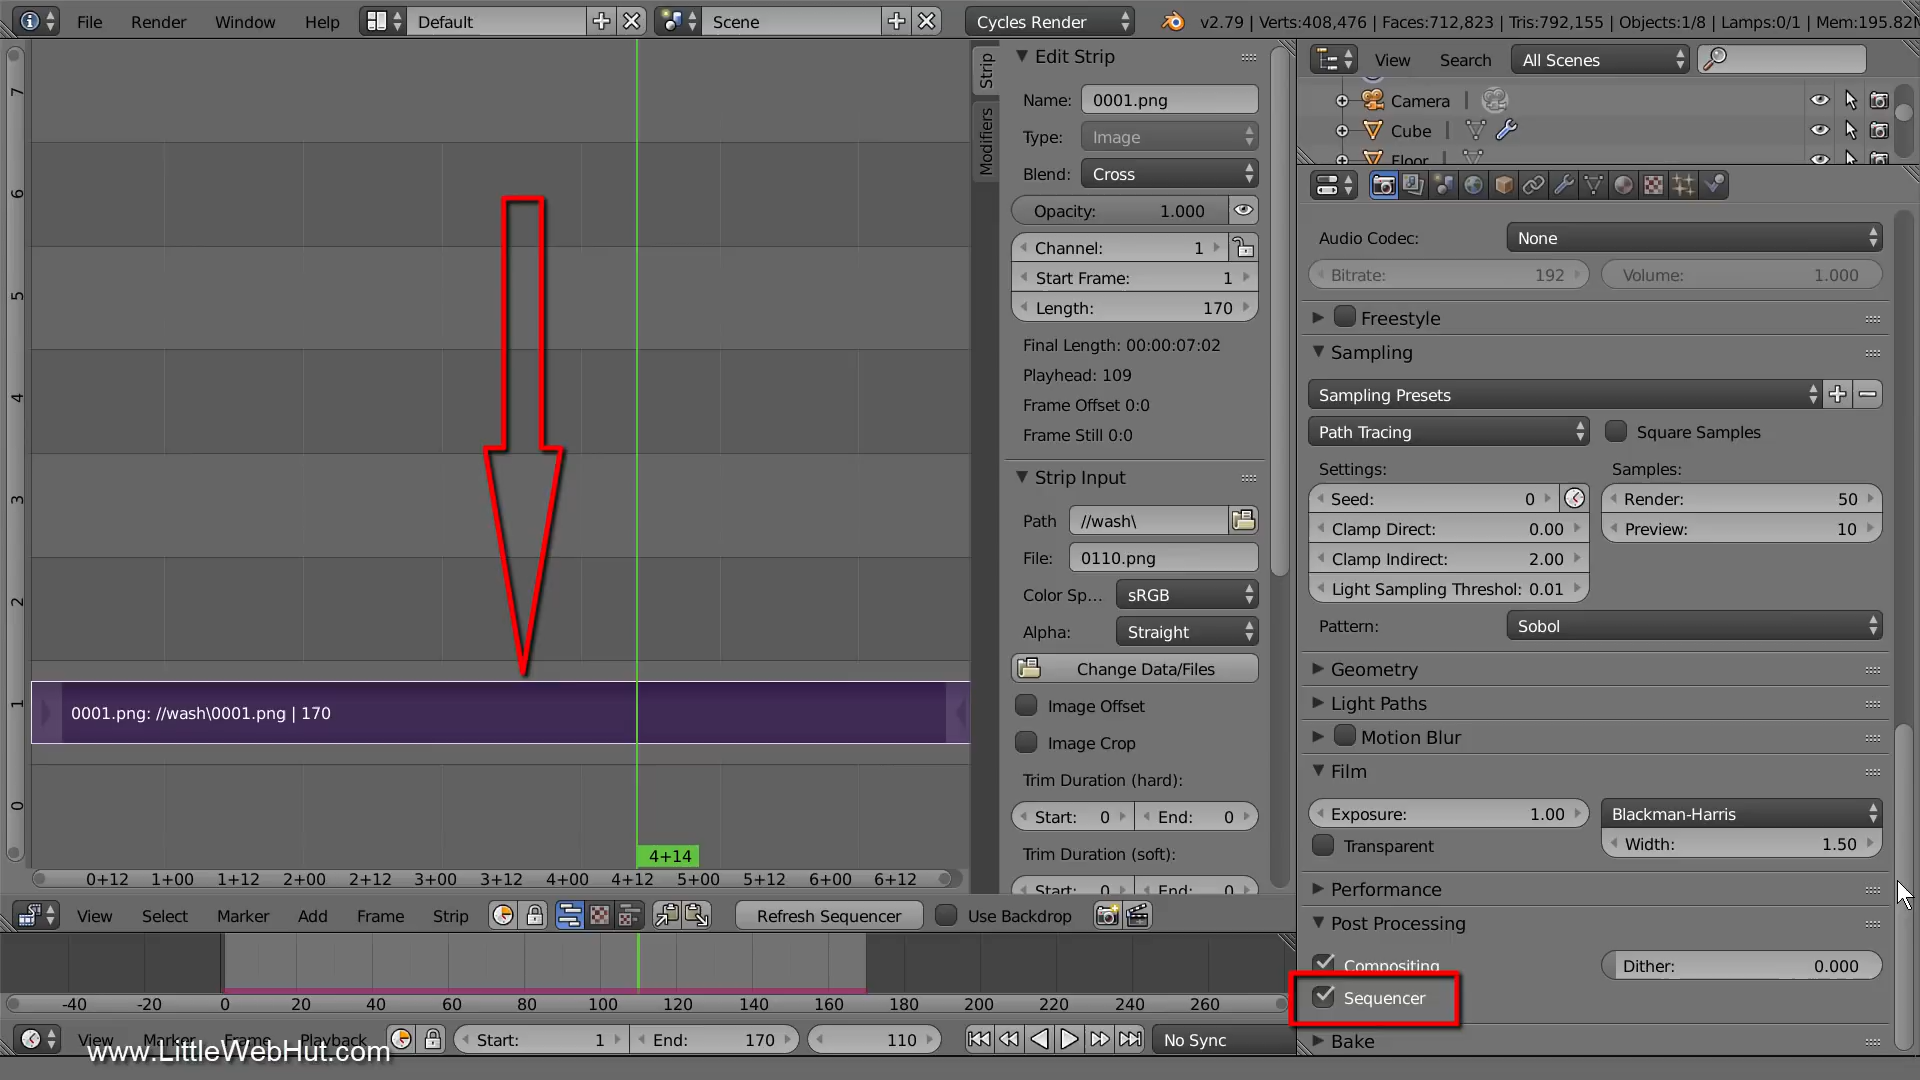 File Render Window Help Default Scene Cycles Render v2.79 | Verts:408,476 | Faces:712,823 | Tris:792,155 | Objects:1/8 | Lamps:0/1 | Mem:195.82
7
6
5
4
3
2
1
0
0001.png: //wash\0001.png | 170
4+14
0+12 1+00 1+12 2+00 2+12 3+00 3+12 4+00 4+12 5+00 5+12 6+00 6+12
View Select Marker Add Frame Strip Refresh Sequencer Use Backdrop
-40 -20 0 20 40 60 80 100 120 140 160 180 200 220 240 260
View Marker Frame Playback Start: 1 End: 170 110 No Sync
www.LittleWebHut.com
Strip
Modifiers
Edit Strip
Name: 0001.png
Type: Image
Blend: Cross
Opacity: 1.000
Channel: 1
Start Frame: 1
Length: 170
Final Length: 00:00:07:02
Playhead: 109
Frame Offset 0:0
Frame Still 0:0
Strip Input
Path //wash\
File: 0110.png
Color Sp... sRGB
Alpha: Straight
Change Data/Files
Image Offset
Image Crop
Trim Duration (hard):
Start: 0 End: 0
Trim Duration (soft):
Start: 0 End: 0
View Search All Scenes
Camera
Cube
Floor
Audio Codec: None
Bitrate: 192 Volume: 1.000
Freestyle
Sampling
Sampling Presets
Path Tracing Square Samples
Settings: Samples:
Seed: 0 Render: 50
Clamp Direct: 0.00 Preview: 10
Clamp Indirect: 2.00
Light Sampling Threshol: 0.01
Pattern: Sobol
Geometry
Light Paths
Motion Blur
Film
Exposure: 1.00 Blackman-Harris
Transparent Width: 1.50
Performance
Post Processing
Compositing Dither: 0.000
Sequencer
Bake